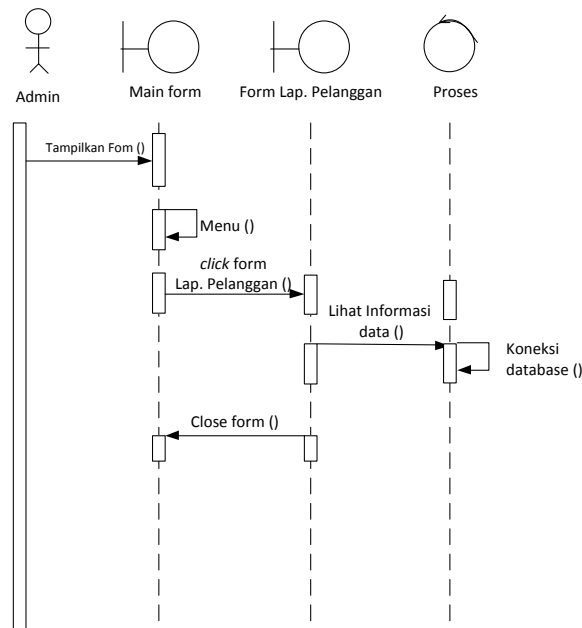 Admin
Main form
Form Lap. Pelanggan
Proses
Tampilkan Fom ()
Menu ()
click form
Lap. Pelanggan ()
Lihat Informasi
data ()
Koneksi
database ()
Close form ()